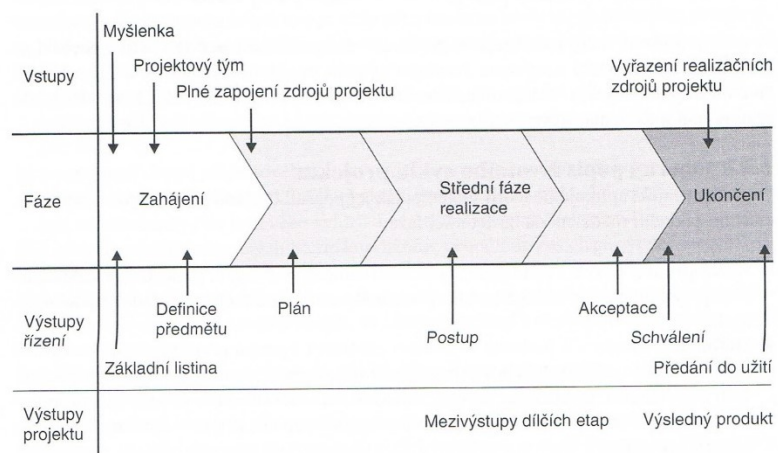 Myšlenka
Vstupy
Projektový tým
Plné zapojení zdrojů projektu
Vyřazení realizačních
zdrojů projektu
Fáze
Zahájení
Střední fáze
realizace
Ukončení
Výstupy
řízení
Definice
předmětu
Plán
Akceptace
Základní listina
Postup
Schválení
Předání do užití
Výstupy
projektu
Mezivýstupy dílčích etap
Výsledný produkt